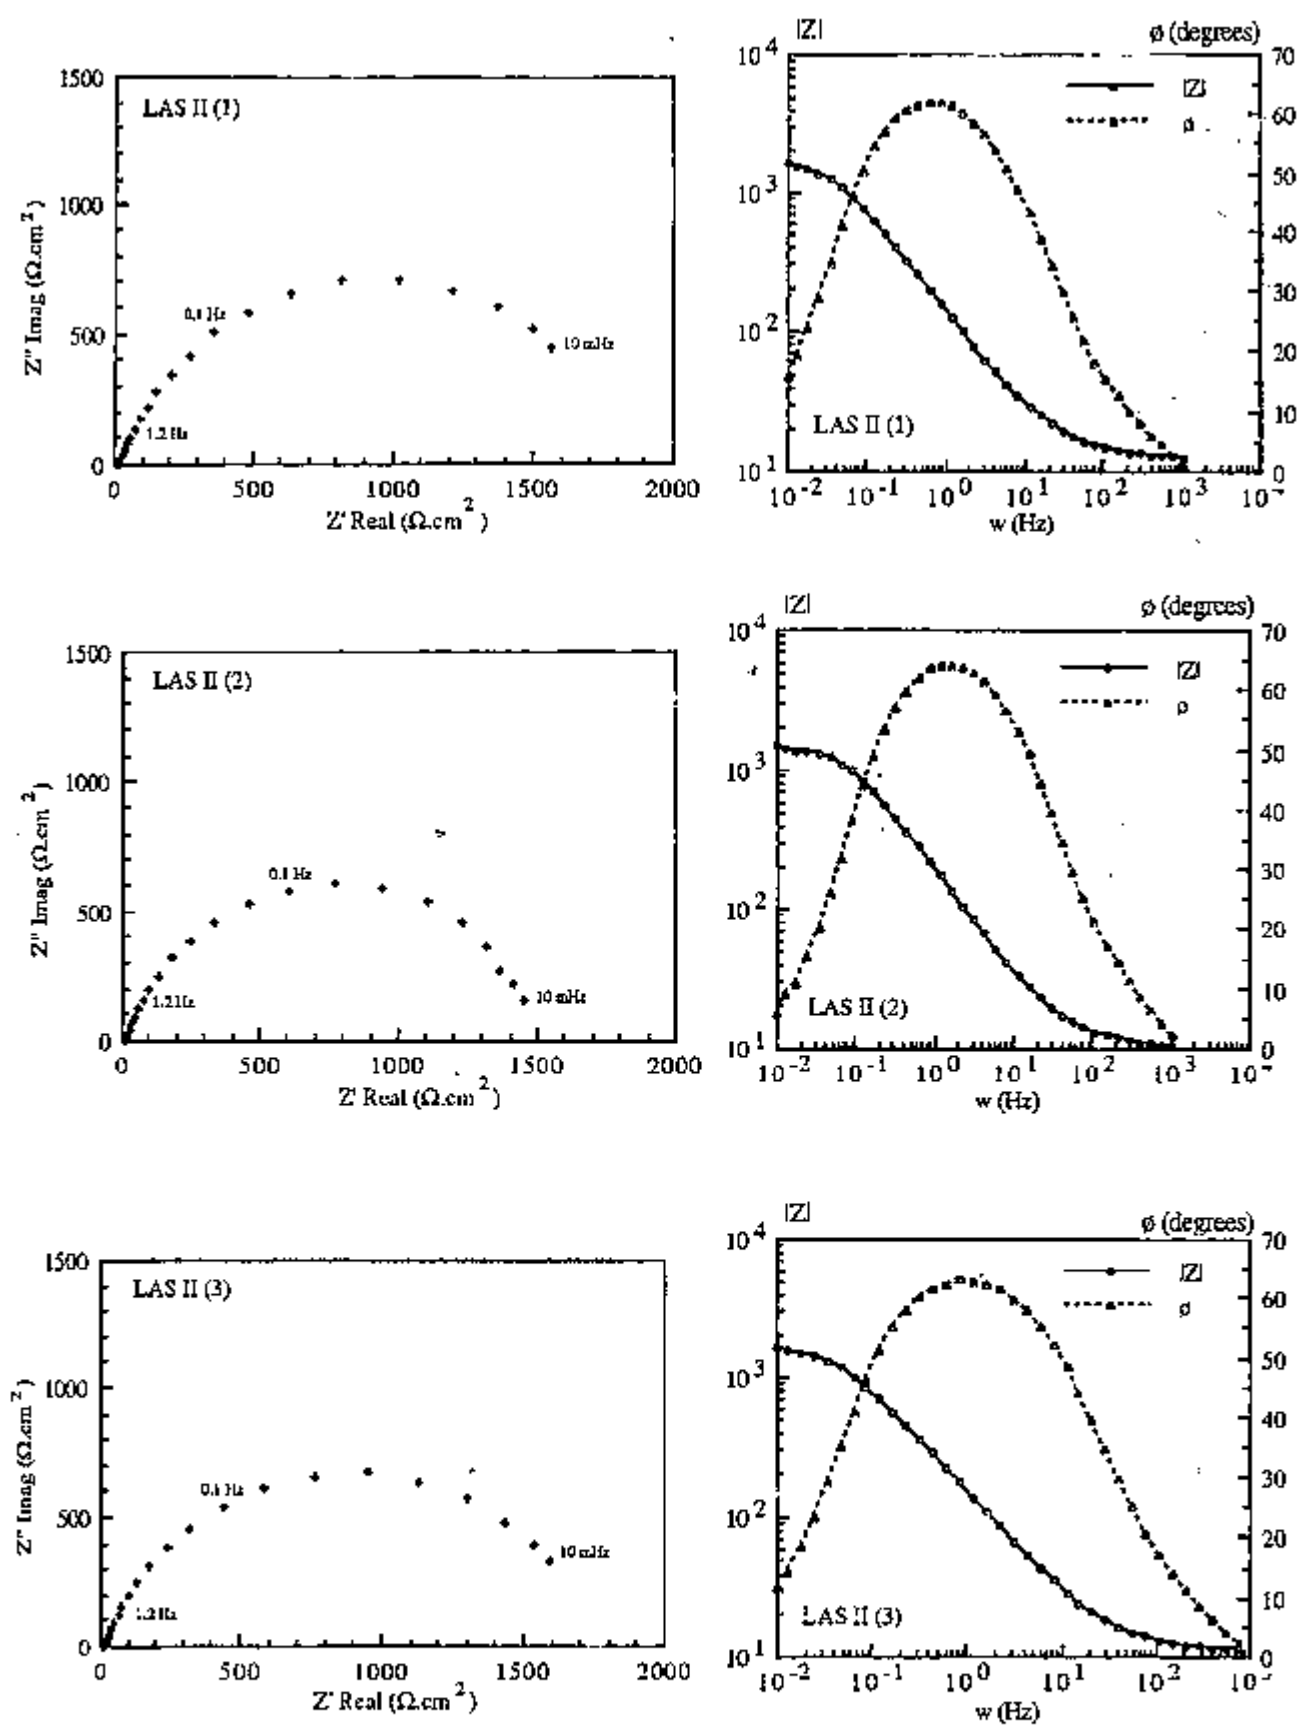 |Z|
ø (degrees)
1500
1000
500
0
Z" Imag (Ω.cm²)
LAS II (1)
0.1 Hz
10 mHz
1.2 Hz
0 500 1000 1500 2000
Z' Real (Ω.cm²)
10⁴
10³
10²
10¹
|Z|
ø
70
60
50
40
30
20
10
0
LAS II (1)
10⁻² 10⁻¹ 10⁰ 10¹ 10² 10³
w (Hz)
|Z|
ø (degrees)
1500
1000
500
0
Z" Imag (Ω.cm²)
LAS II (2)
0.1 Hz
10 mHz
1.2 Hz
0 500 1000 1500 2000
Z' Real (Ω.cm²)
10⁴
10³
10²
10¹
|Z|
ø
70
60
50
40
30
20
10
0
LAS II (2)
10⁻² 10⁻¹ 10⁰ 10¹ 10² 10³
w (Hz)
|Z|
ø (degrees)
1500
1000
500
0
Z" Imag (Ω.cm²)
LAS II (3)
0.1 Hz
10 mHz
1.2 Hz
0 500 1000 1500 2000
Z' Real (Ω.cm²)
10⁴
10³
10²
10¹
|Z|
ø
70
60
50
40
30
20
10
0
LAS II (3)
10⁻² 10⁻¹ 10⁰ 10¹ 10²
w (Hz)